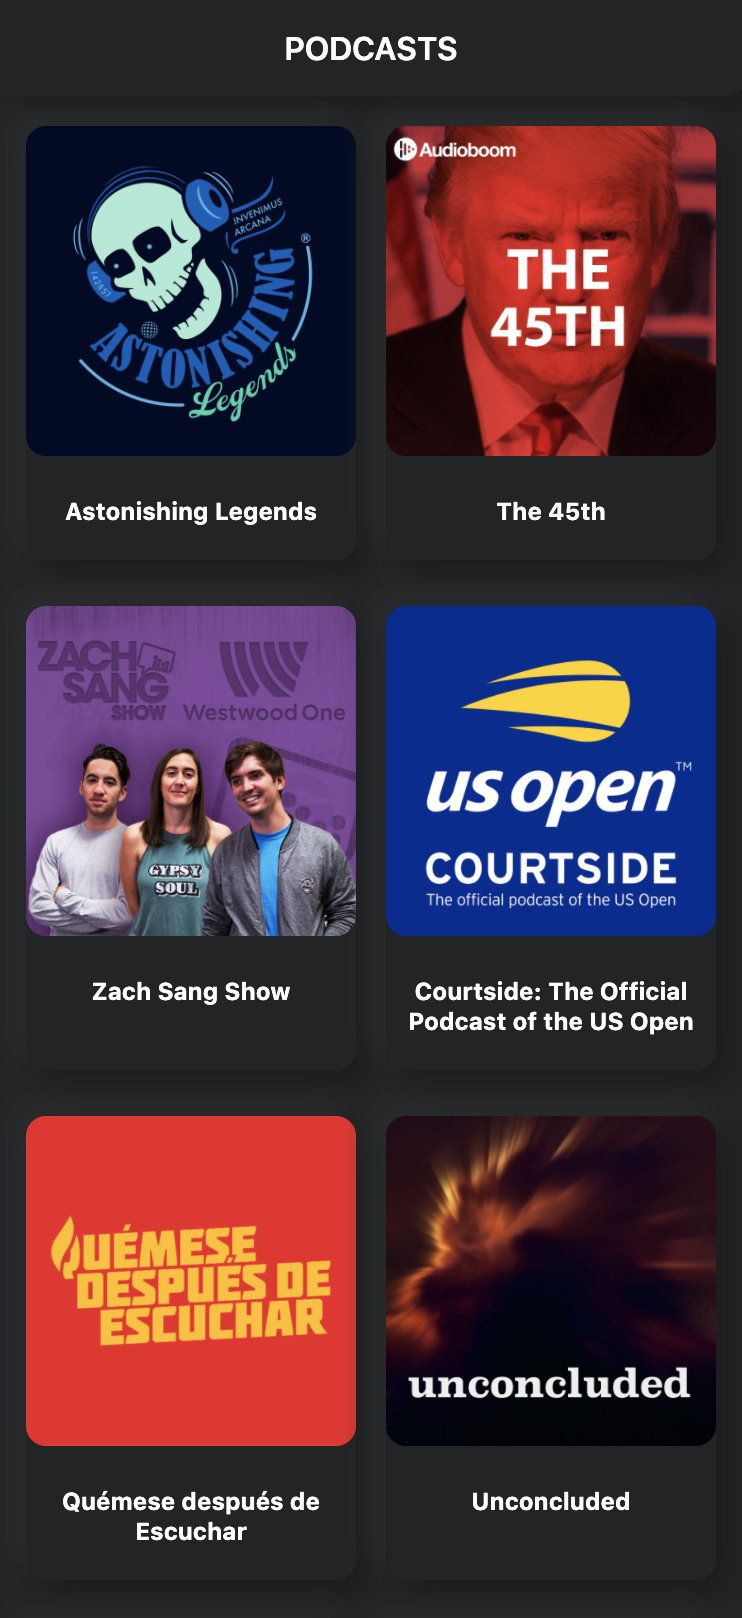 PODCASTS
INVENIMUS
ARCANA
142857
®
ASTONISHING
Legends
Astonishing Legends
Audioboom
THE
45TH
The 45th
ZACH
SANG
SHOW
Westwood One
GYPSY
SOUL
Zach Sang Show
us open™
COURTSIDE
The official podcast of the US Open
Courtside: The Official
Podcast of the US Open
QUÉMESE
DESPUÉS DE
ESCUCHAR
Quémese después de
Escuchar
unconcluded
Unconcluded